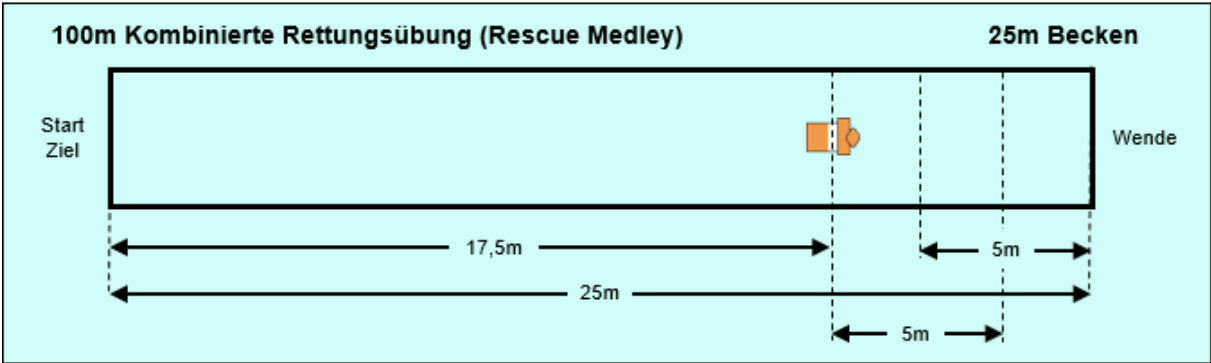 100m Kombinierte Rettungsübung (Rescue Medley)
25m Becken
Start
Ziel
Wende
17,5m
5m
25m
5m